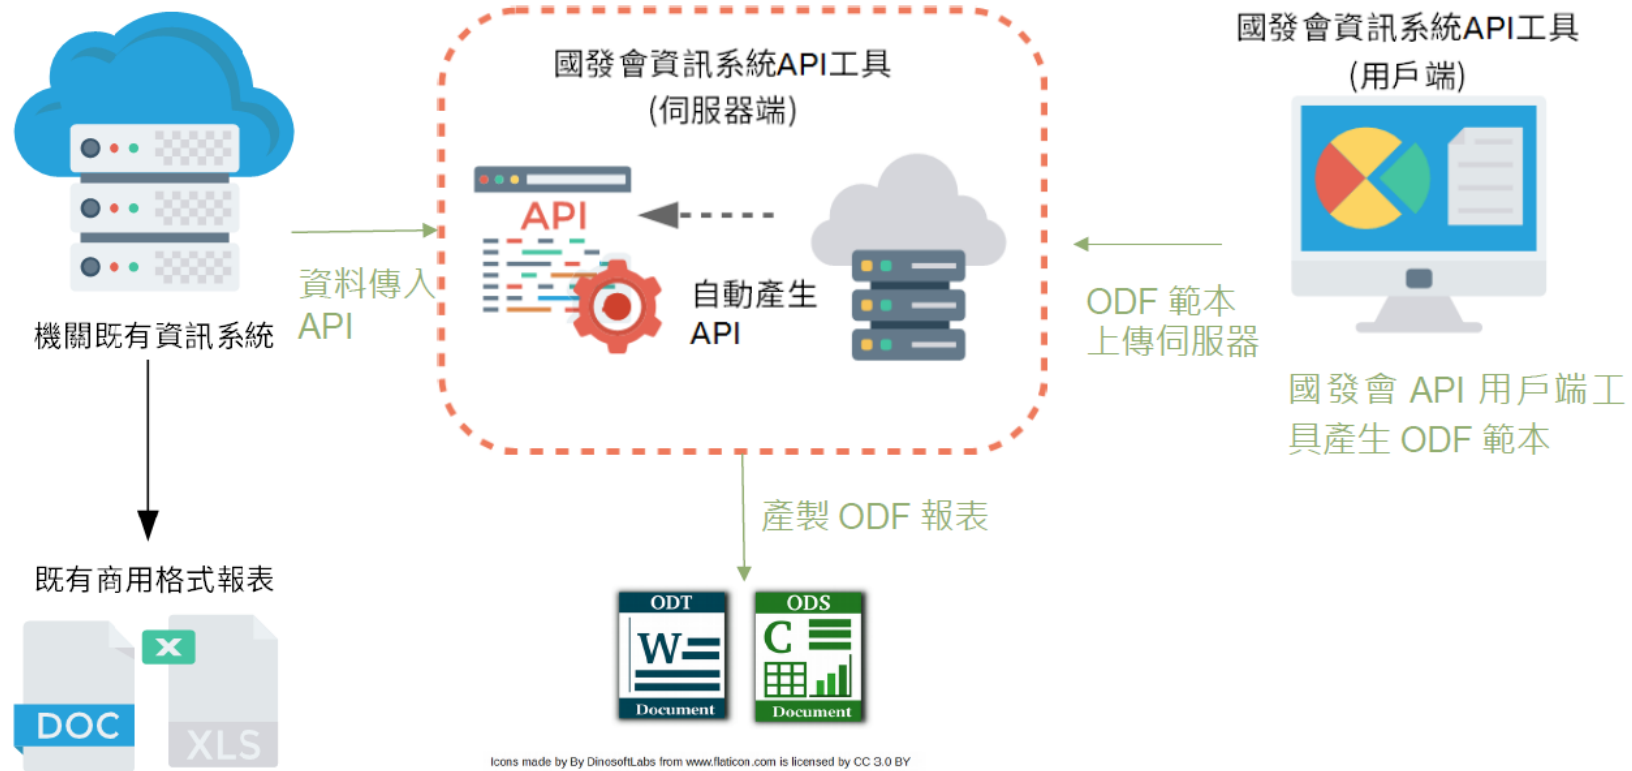 國發會資訊系統API工具
(伺服器端)
國發會資訊系統API工具
(用戶端)
API
自動產生
API
資料傳入
API
機關既有資訊系統
ODF 範本
上傳伺服器
國發會 API 用戶端工
具產生 ODF 範本
產製 ODF 報表
既有商用格式報表
X
DOC
XLS
ODT
W
Document
ODS
C
Document
Icons made by By DinosoftLabs from www.flaticon.com is licensed by CC 3.0 BY